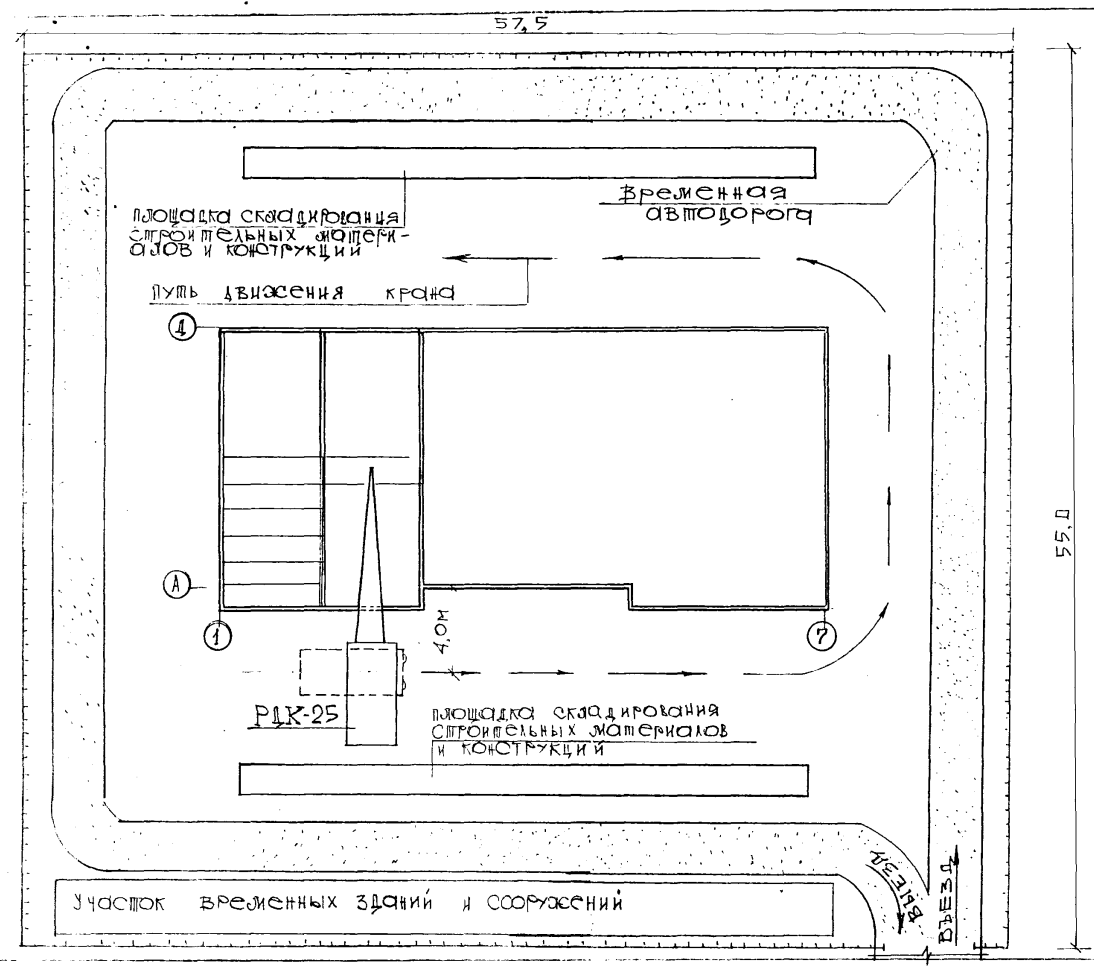 57,5
Временная
автодорога
площадка складирования
строительных матери-
алов и конструкций
путь движения крана
Д
А
1
7
4,0м
55,0
РДК-25
площадка складирования
строительных материалов
и конструкций
Участок временных зданий и сооружений
выезд
въезд